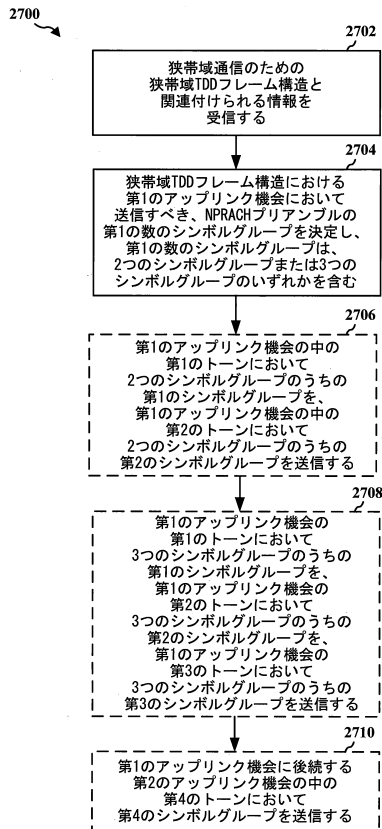 2700
2702
狭帯域通信のための
狭帯域TDDフレーム構造と
関連付けられる情報を
受信する
2704
狭帯域TDDフレーム構造における
第1のアップリンク機会において
送信すべき、NPRACHプリアンブルの
第1の数のシンボルグループを決定し、
第1の数のシンボルグループは、
2つのシンボルグループまたは3つの
シンボルグループのいずれかを含む
2706
第1のアップリンク機会の中の
第1のトーンにおいて
2つのシンボルグループのうちの
第1のシンボルグループを、
第1のアップリンク機会の中の
第2のトーンにおいて
2つのシンボルグループのうちの
第2のシンボルグループを送信する
2708
第1のアップリンク機会の
第1のトーンにおいて
3つのシンボルグループのうちの
第1のシンボルグループを、
第1のアップリンク機会の
第2のトーンにおいて
3つのシンボルグループのうちの
第2のシンボルグループを、
第1のアップリンク機会の
第3のトーンにおいて
3つのシンボルグループのうちの
第3のシンボルグループを送信する
2710
第1のアップリンク機会に後続する
第2のアップリンク機会の中の
第4のトーンにおいて
第4のシンボルグループを送信する